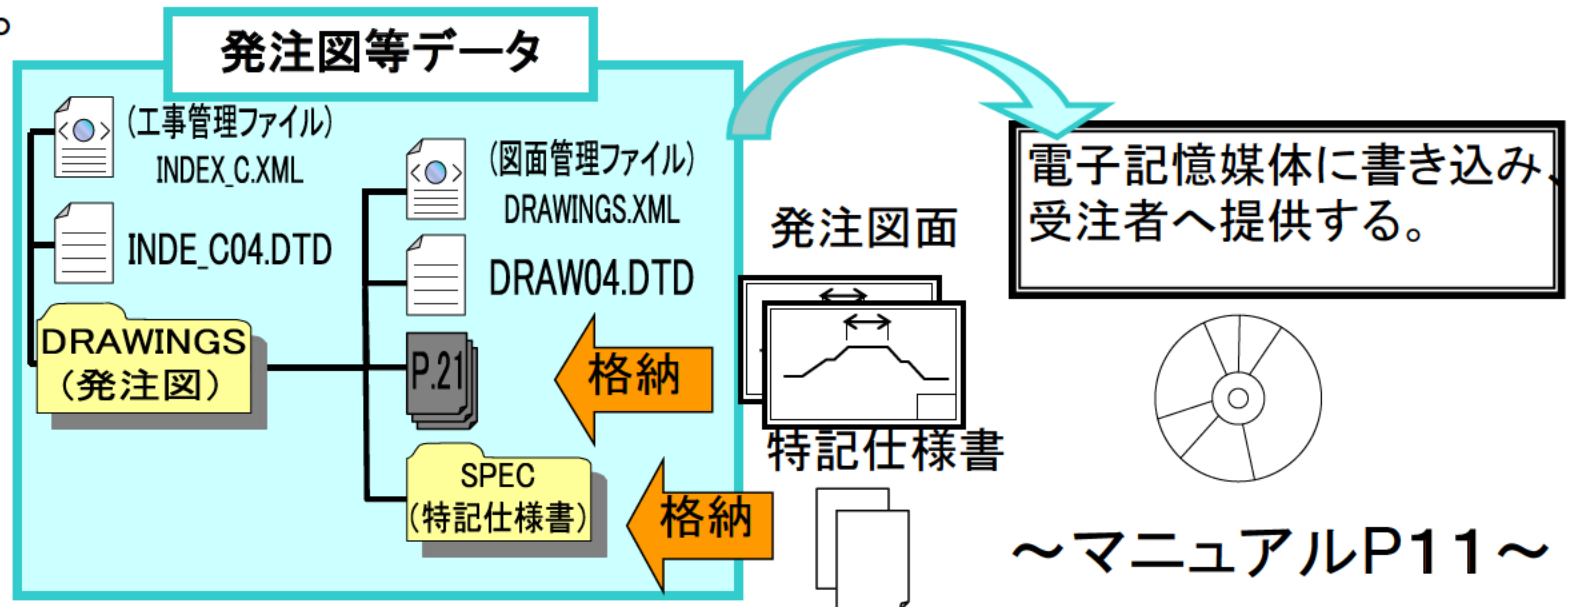 。
発注図等データ
(工事管理ファイル)
INDEX_C.XML
INDE_C04.DTD
DRAWINGS
(発注図)
(図面管理ファイル)
DRAWINGS.XML
DRAW04.DTD
P.21
SPEC
(特記仕様書)
格納
格納
発注図面
特記仕様書
電子記憶媒体に書き込み、
受注者へ提供する。
~マニュアルP11~